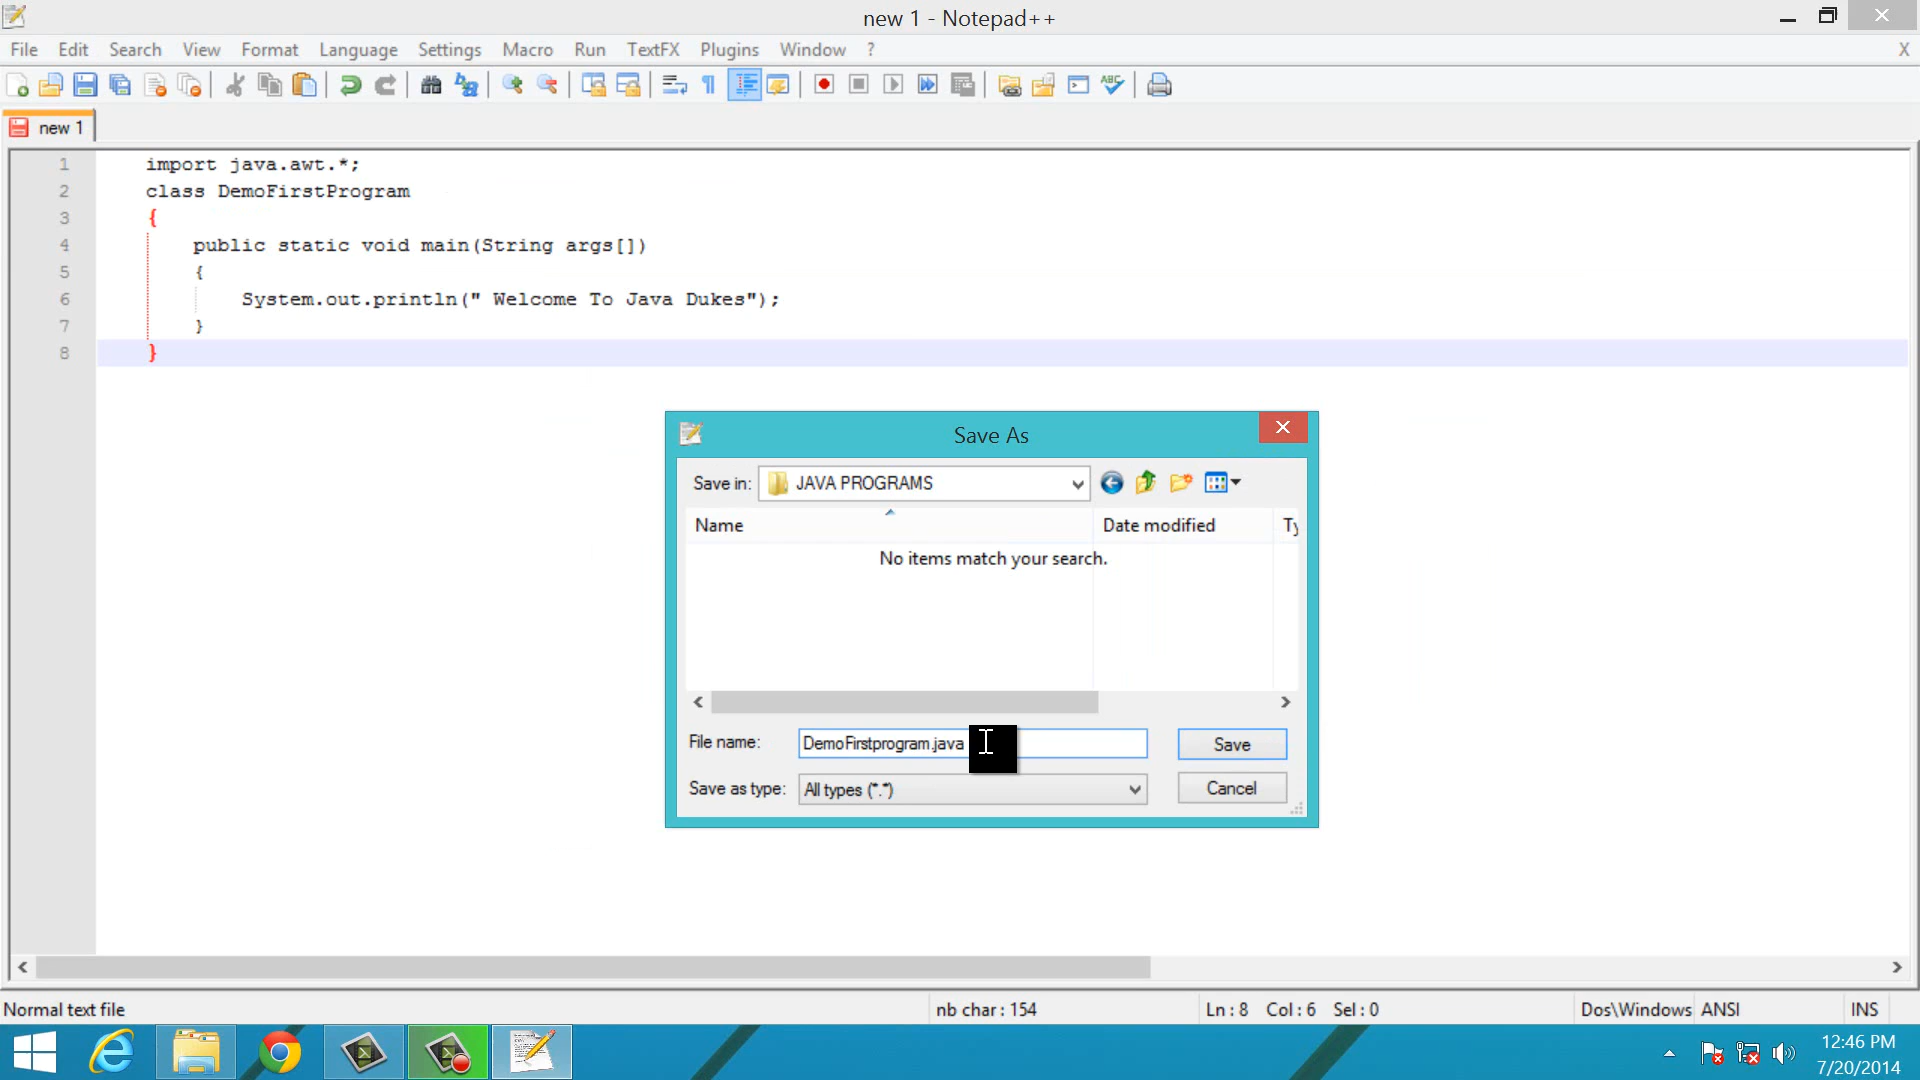 new 1 - Notepad++
File Edit Search View Format Language Settings Macro Run TextFX Plugins Window ? X
ABC
new 1
1 import java.awt.*;
2 class DemoFirstProgram
3 {
4 public static void main(String args[])
5 {
6 System.out.println(" Welcome To Java Dukes");
7 }
8 }
Save As
Save in: JAVA PROGRAMS
Name Date modified Ty
No items match your search.
File name: DemoFirstprogram.java Save
Save as type: All types (*.*) Cancel
Normal text file nb char : 154 Ln : 8 Col : 6 Sel : 0 Dos\Windows ANSI INS
12:46 PM
7/20/2014